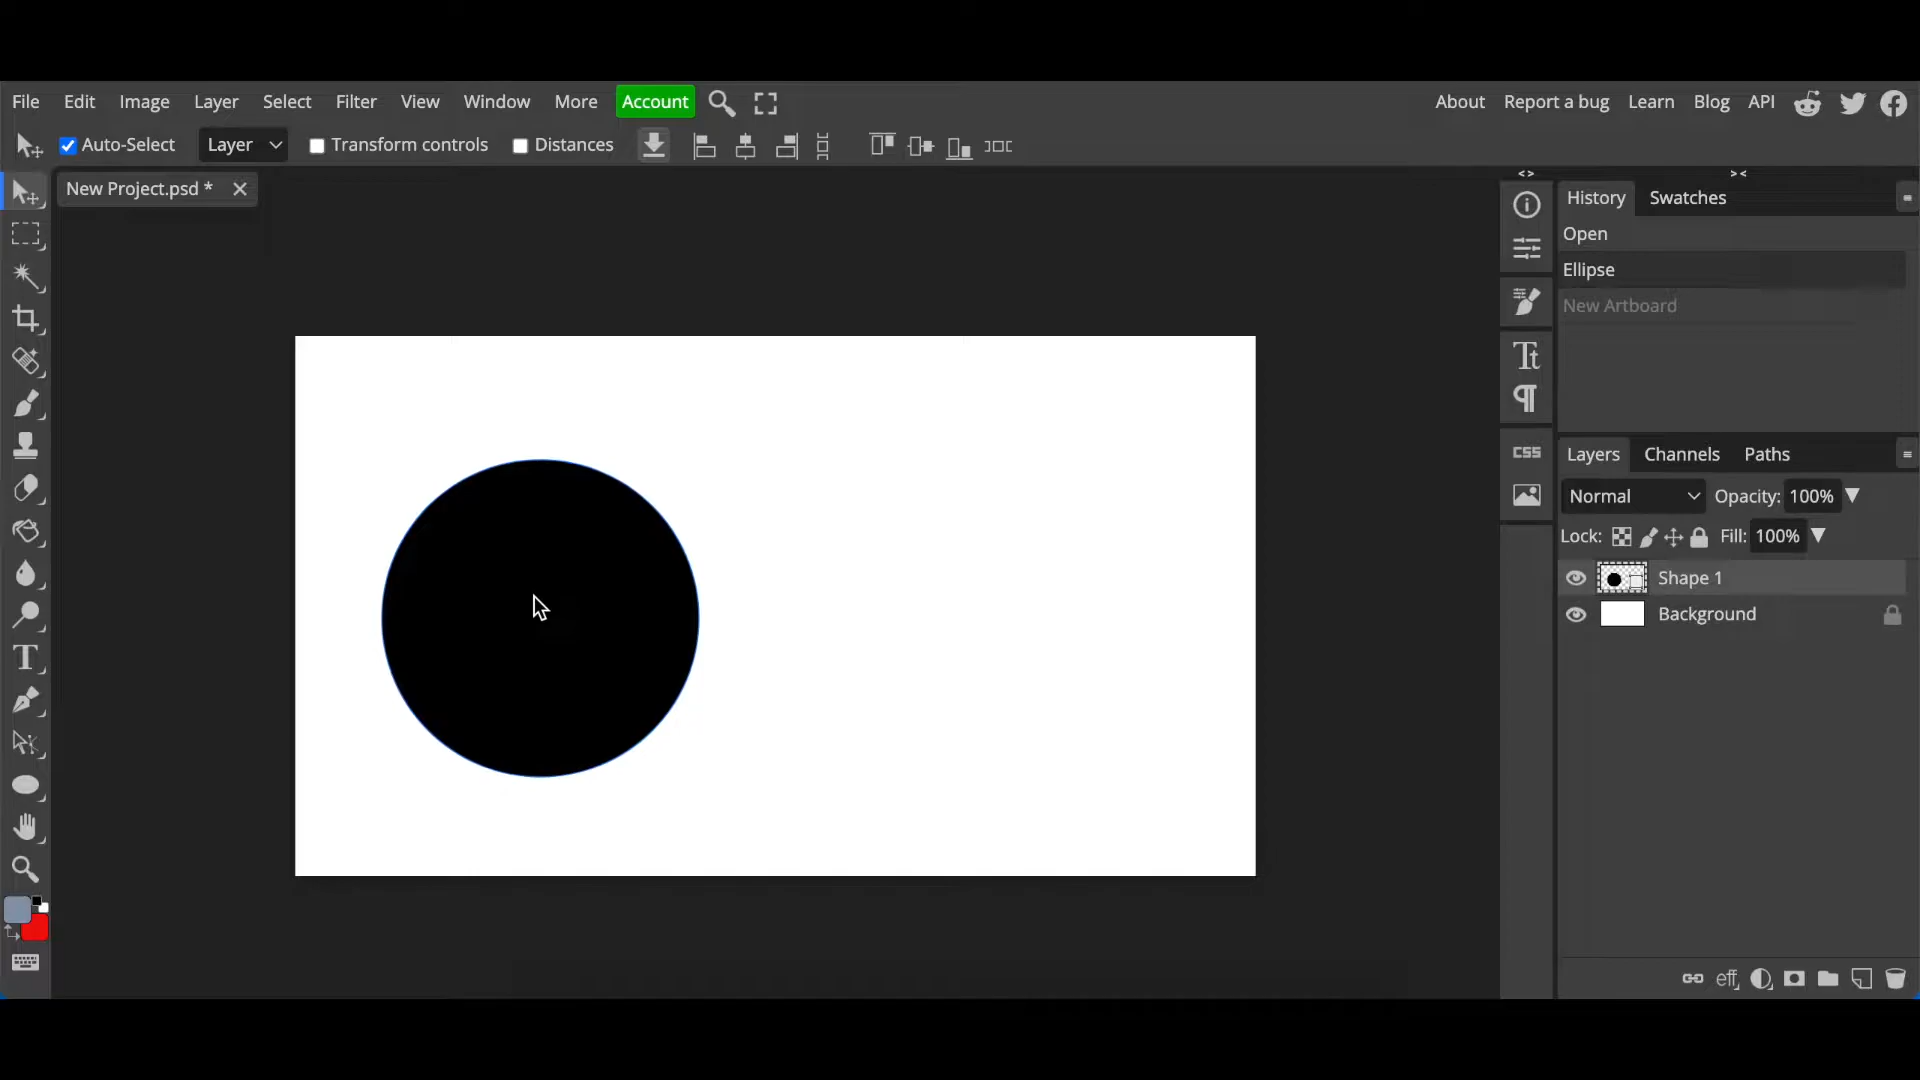 File Edit Image Layer Select Filter View Window More Account About Report a bug Learn Blog API
Auto-Select Layer Transform controls Distances
New Project.psd *
History Swatches
Open
Ellipse
New Artboard
CSS
Layers Channels Paths
Normal Opacity: 100%
Lock: Fill: 100%
Shape 1
Background
eff